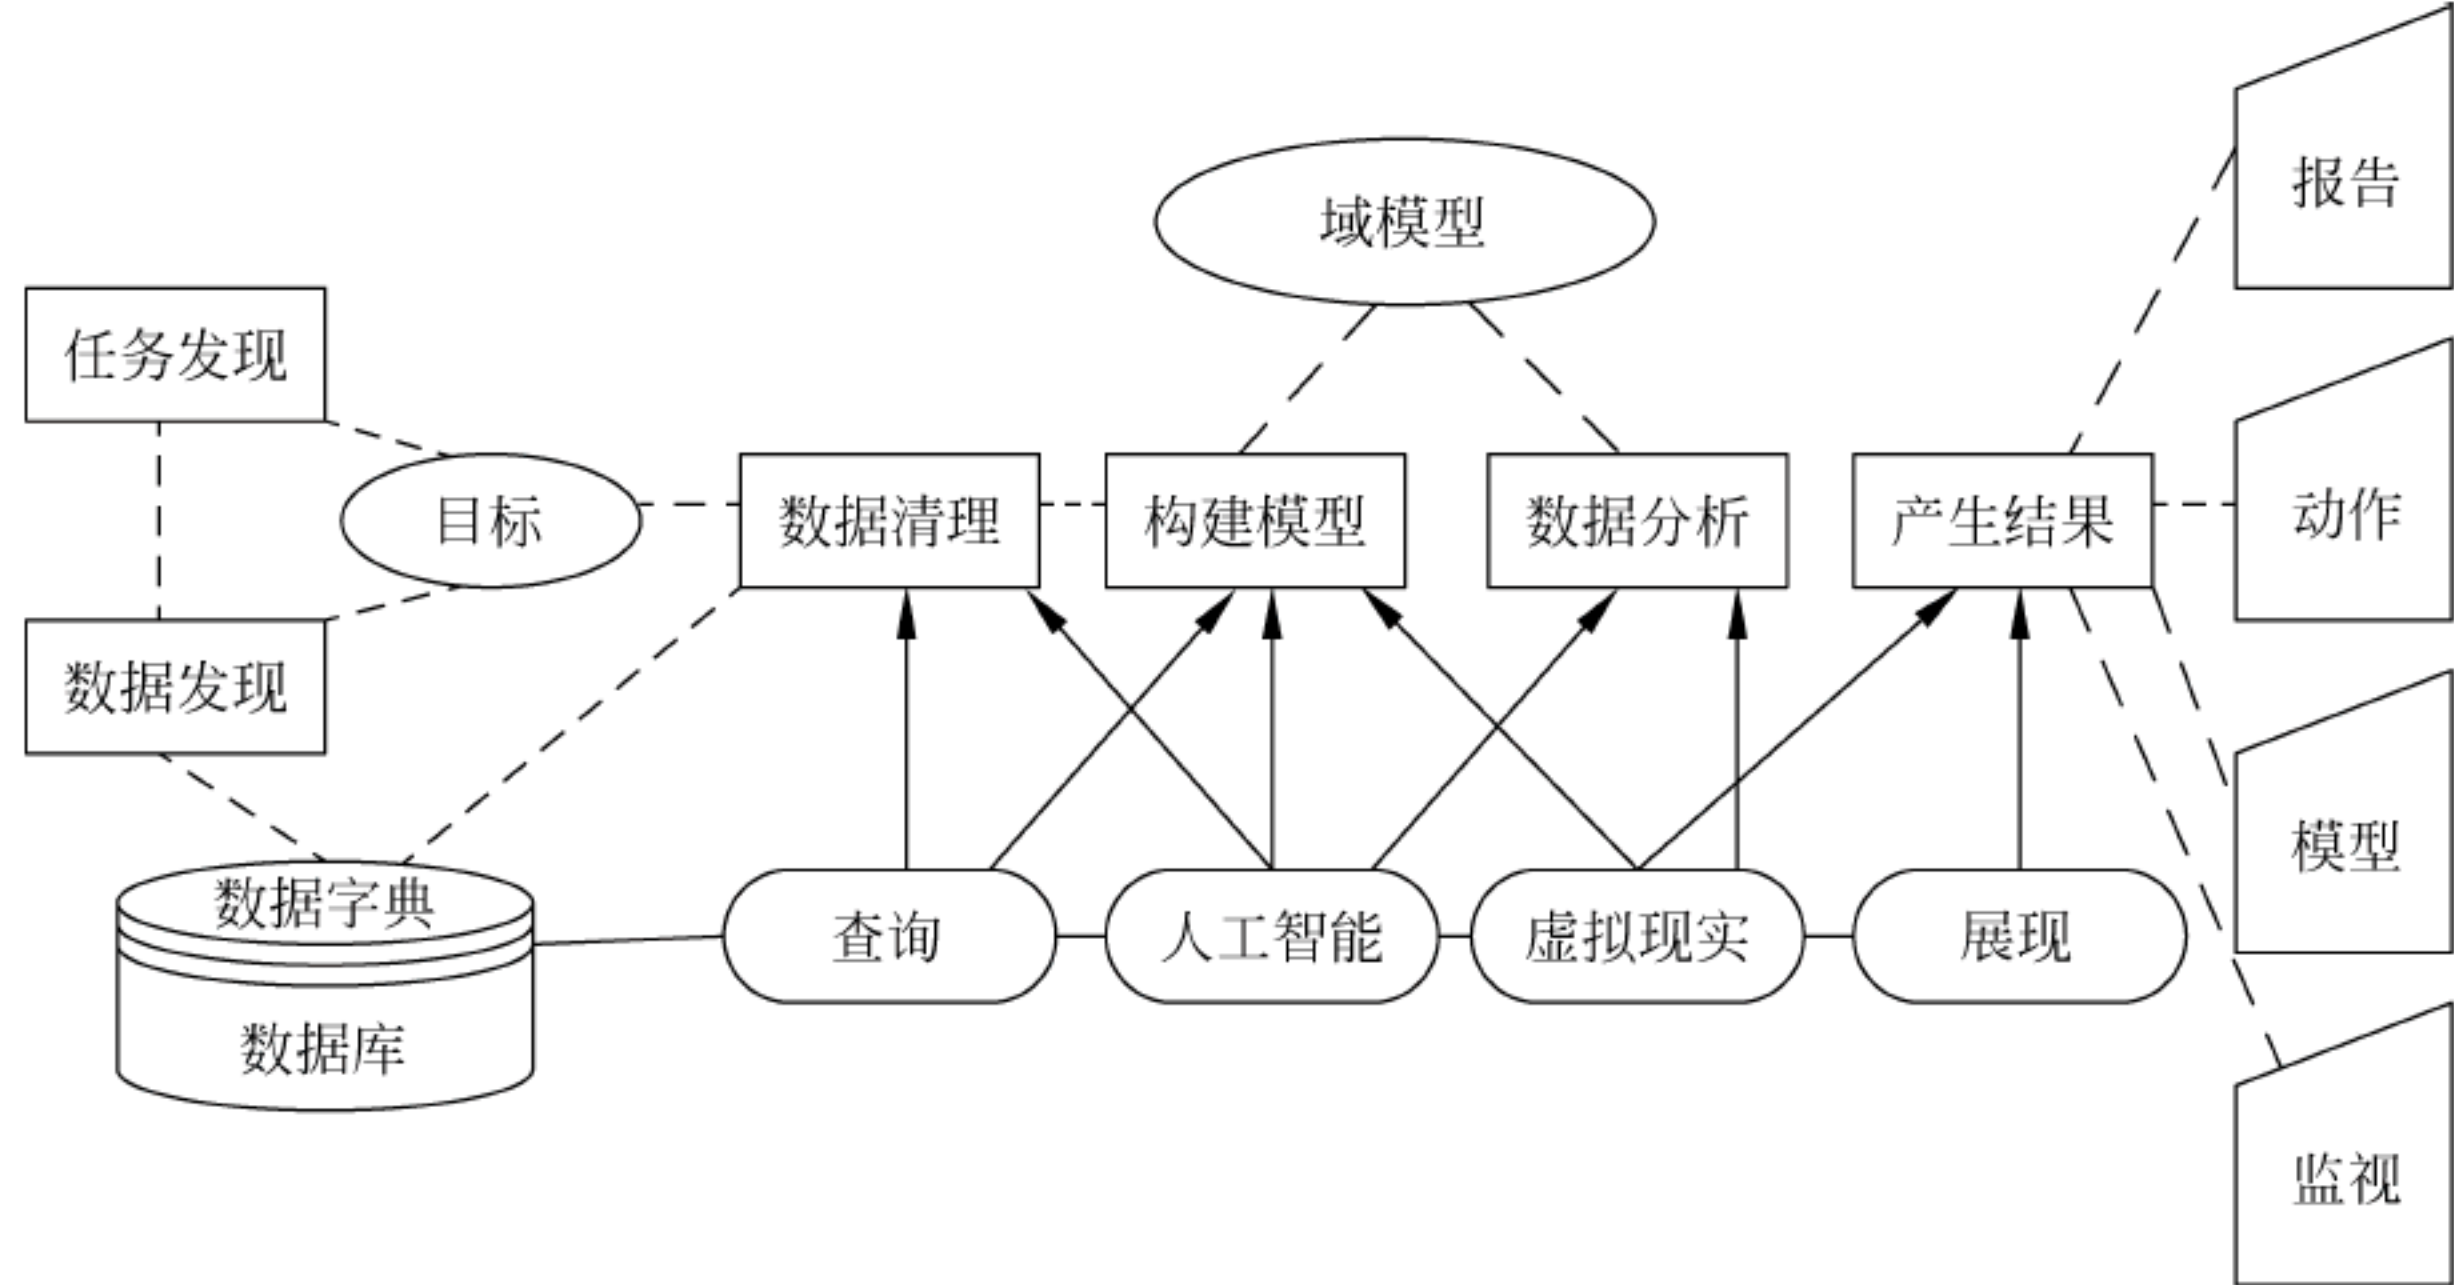 报告
域模型
任务发现
目标
数据清理
构建模型
数据分析
产生结果
动作
数据发现
模型
数据字典
查询
人工智能
虚拟现实
展现
数据库
监视